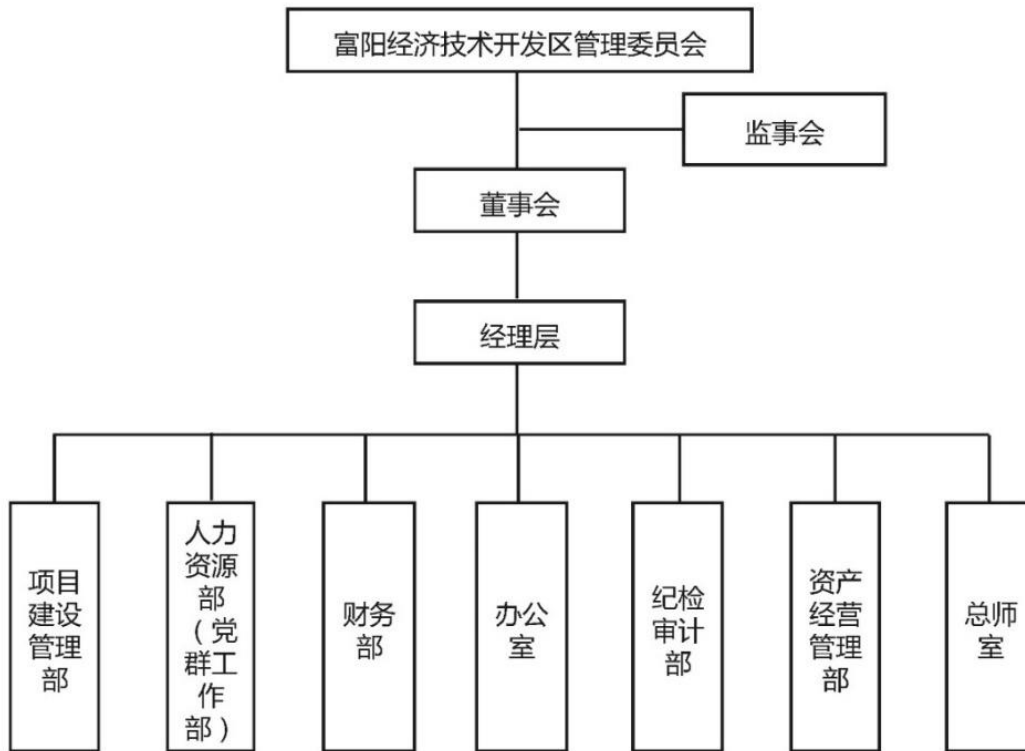 富阳经济技术开发区管理委员会
监事会
董事会
经理层
项目
建设
管理
部
人力
资源
部
（党
群工
作
部）
财务
部
办公
室
纪检
审计
部
资产
经营
管理
部
总师
室